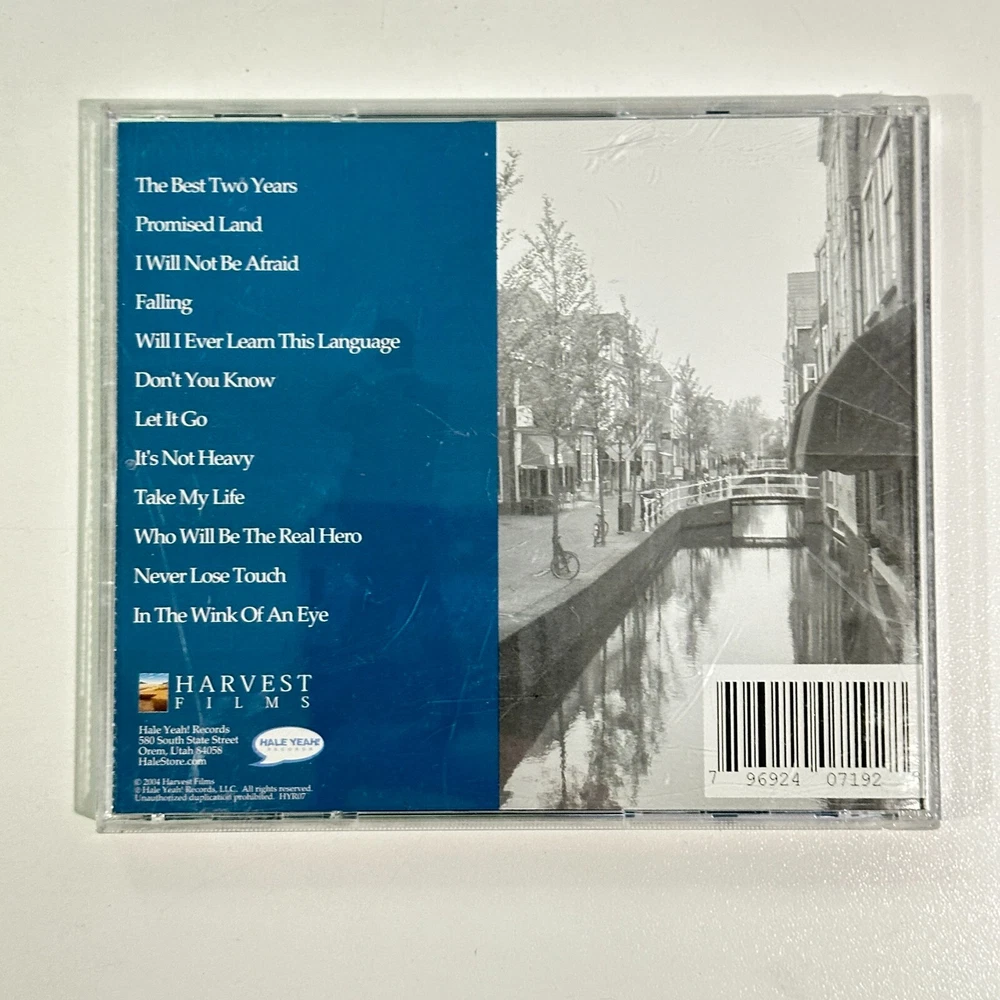 The Best Two Years
Promised Land
I Will Not Be Afraid
Falling
Will I Ever Learn This Language
Don't You Know
Let It Go
It's Not Heavy
Take My Life
Who Will Be The Real Hero
Never Lose Touch
In The Wink Of An Eye
HARVEST
FILMS
Hale Yeah! Records
580 South State Street
Orem, Utah 84058
HaleStore.com
HALE YEAH!
RECORDS
© 2004 Harvest Films
℗ Hale Yeah! Records, LLC. All rights reserved.
Unauthorized duplication prohibited. HYR07
7 96924 07192